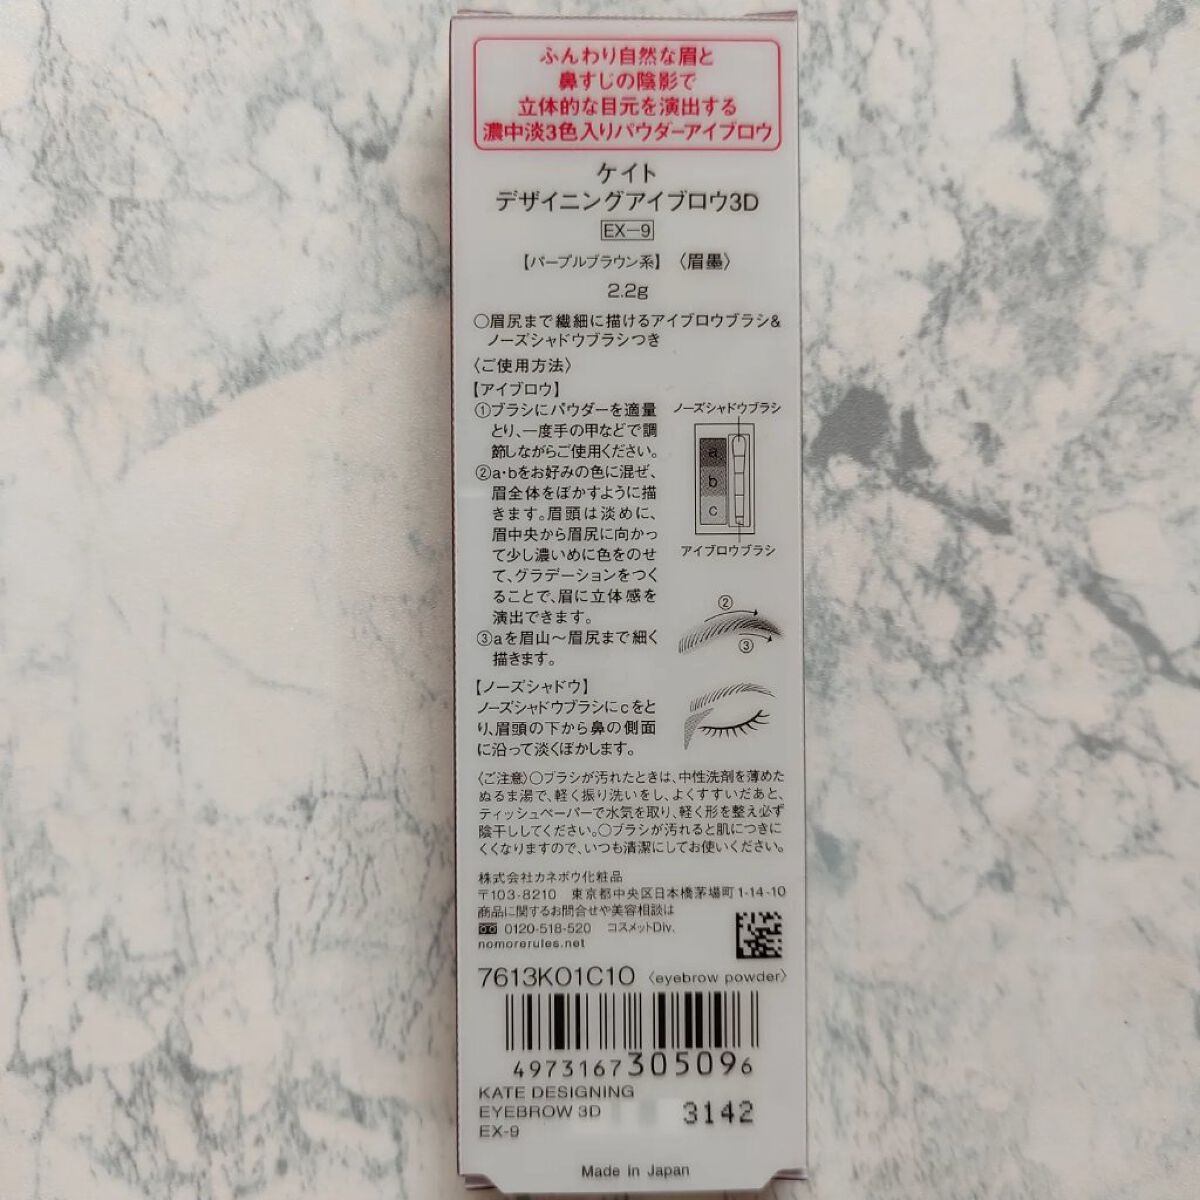 ふんわり自然な眉と
鼻すじの陰影で
立体的な目元を演出する
濃中淡3色入りパウダーアイブロウ
ケイト
デザイニングアイブロウ3D
EX-9
【パープルブラウン系】〈眉墨〉
2.2g
○眉尻まで繊細に描けるアイブロウブラシ&
ノーズシャドウブラシつき
〈ご使用方法〉
【アイブロウ】
①ブラシにパウダーを適量
とり、一度手の甲などで調
節しながらご使用ください。
②a・bをお好みの色に混ぜ、
眉全体をぼかすように描
きます。眉頭は淡めに、
眉中央から眉尻に向かっ
て少し濃いめに色をのせ
て、グラデーションをつく
ることで、眉に立体感を
演出できます。
③aを眉山〜眉尻まで細く
描きます。
ノーズシャドウブラシ
a
b
c
アイブロウブラシ
②
③
【ノーズシャドウ】
ノーズシャドウブラシにcをと
り、眉頭の下から鼻の側面
に沿って淡くぼかします。
〈ご注意〉○ブラシが汚れたときは、中性洗剤を薄めた
ぬるま湯で、軽く振り洗いをし、よくすすいだあと、
ティッシュペーパーで水気を取り、軽く形を整え必ず
陰干ししてください。○ブラシが汚れると肌につきに
くくなりますので、いつも清潔にしてお使いください。
株式会社カネボウ化粧品
〒103-8210 東京都中央区日本橋茅場町1-14-10
商品に関するお問合せや美容相談は
0120-518-520 コスメットDiv.
nomorerules.net
7613K01C10 〈eyebrow powder〉
4973167305096
KATE DESIGNING
EYEBROW 3D
EX-9
3142
Made in Japan